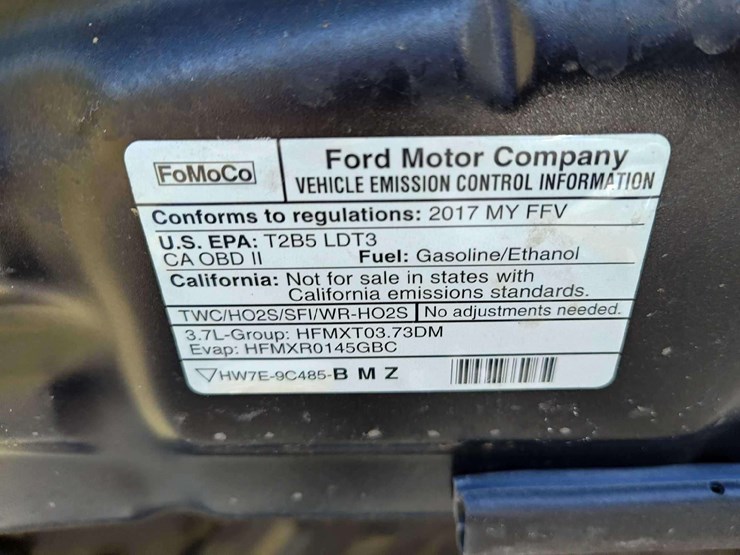 FoMoCo
Ford Motor Company
VEHICLE EMISSION CONTROL INFORMATION
Conforms to regulations: 2017 MY FFV
U.S. EPA: T2B5 LDT3
CA OBD II Fuel: Gasoline/Ethanol
California: Not for sale in states with
California emissions standards.
TWC/HO2S/SFI/WR-HO2S No adjustments needed.
3.7L-Group: HFMXT03.73DM
Evap: HFMXR0145GBC
HW7E-9C485-B M Z